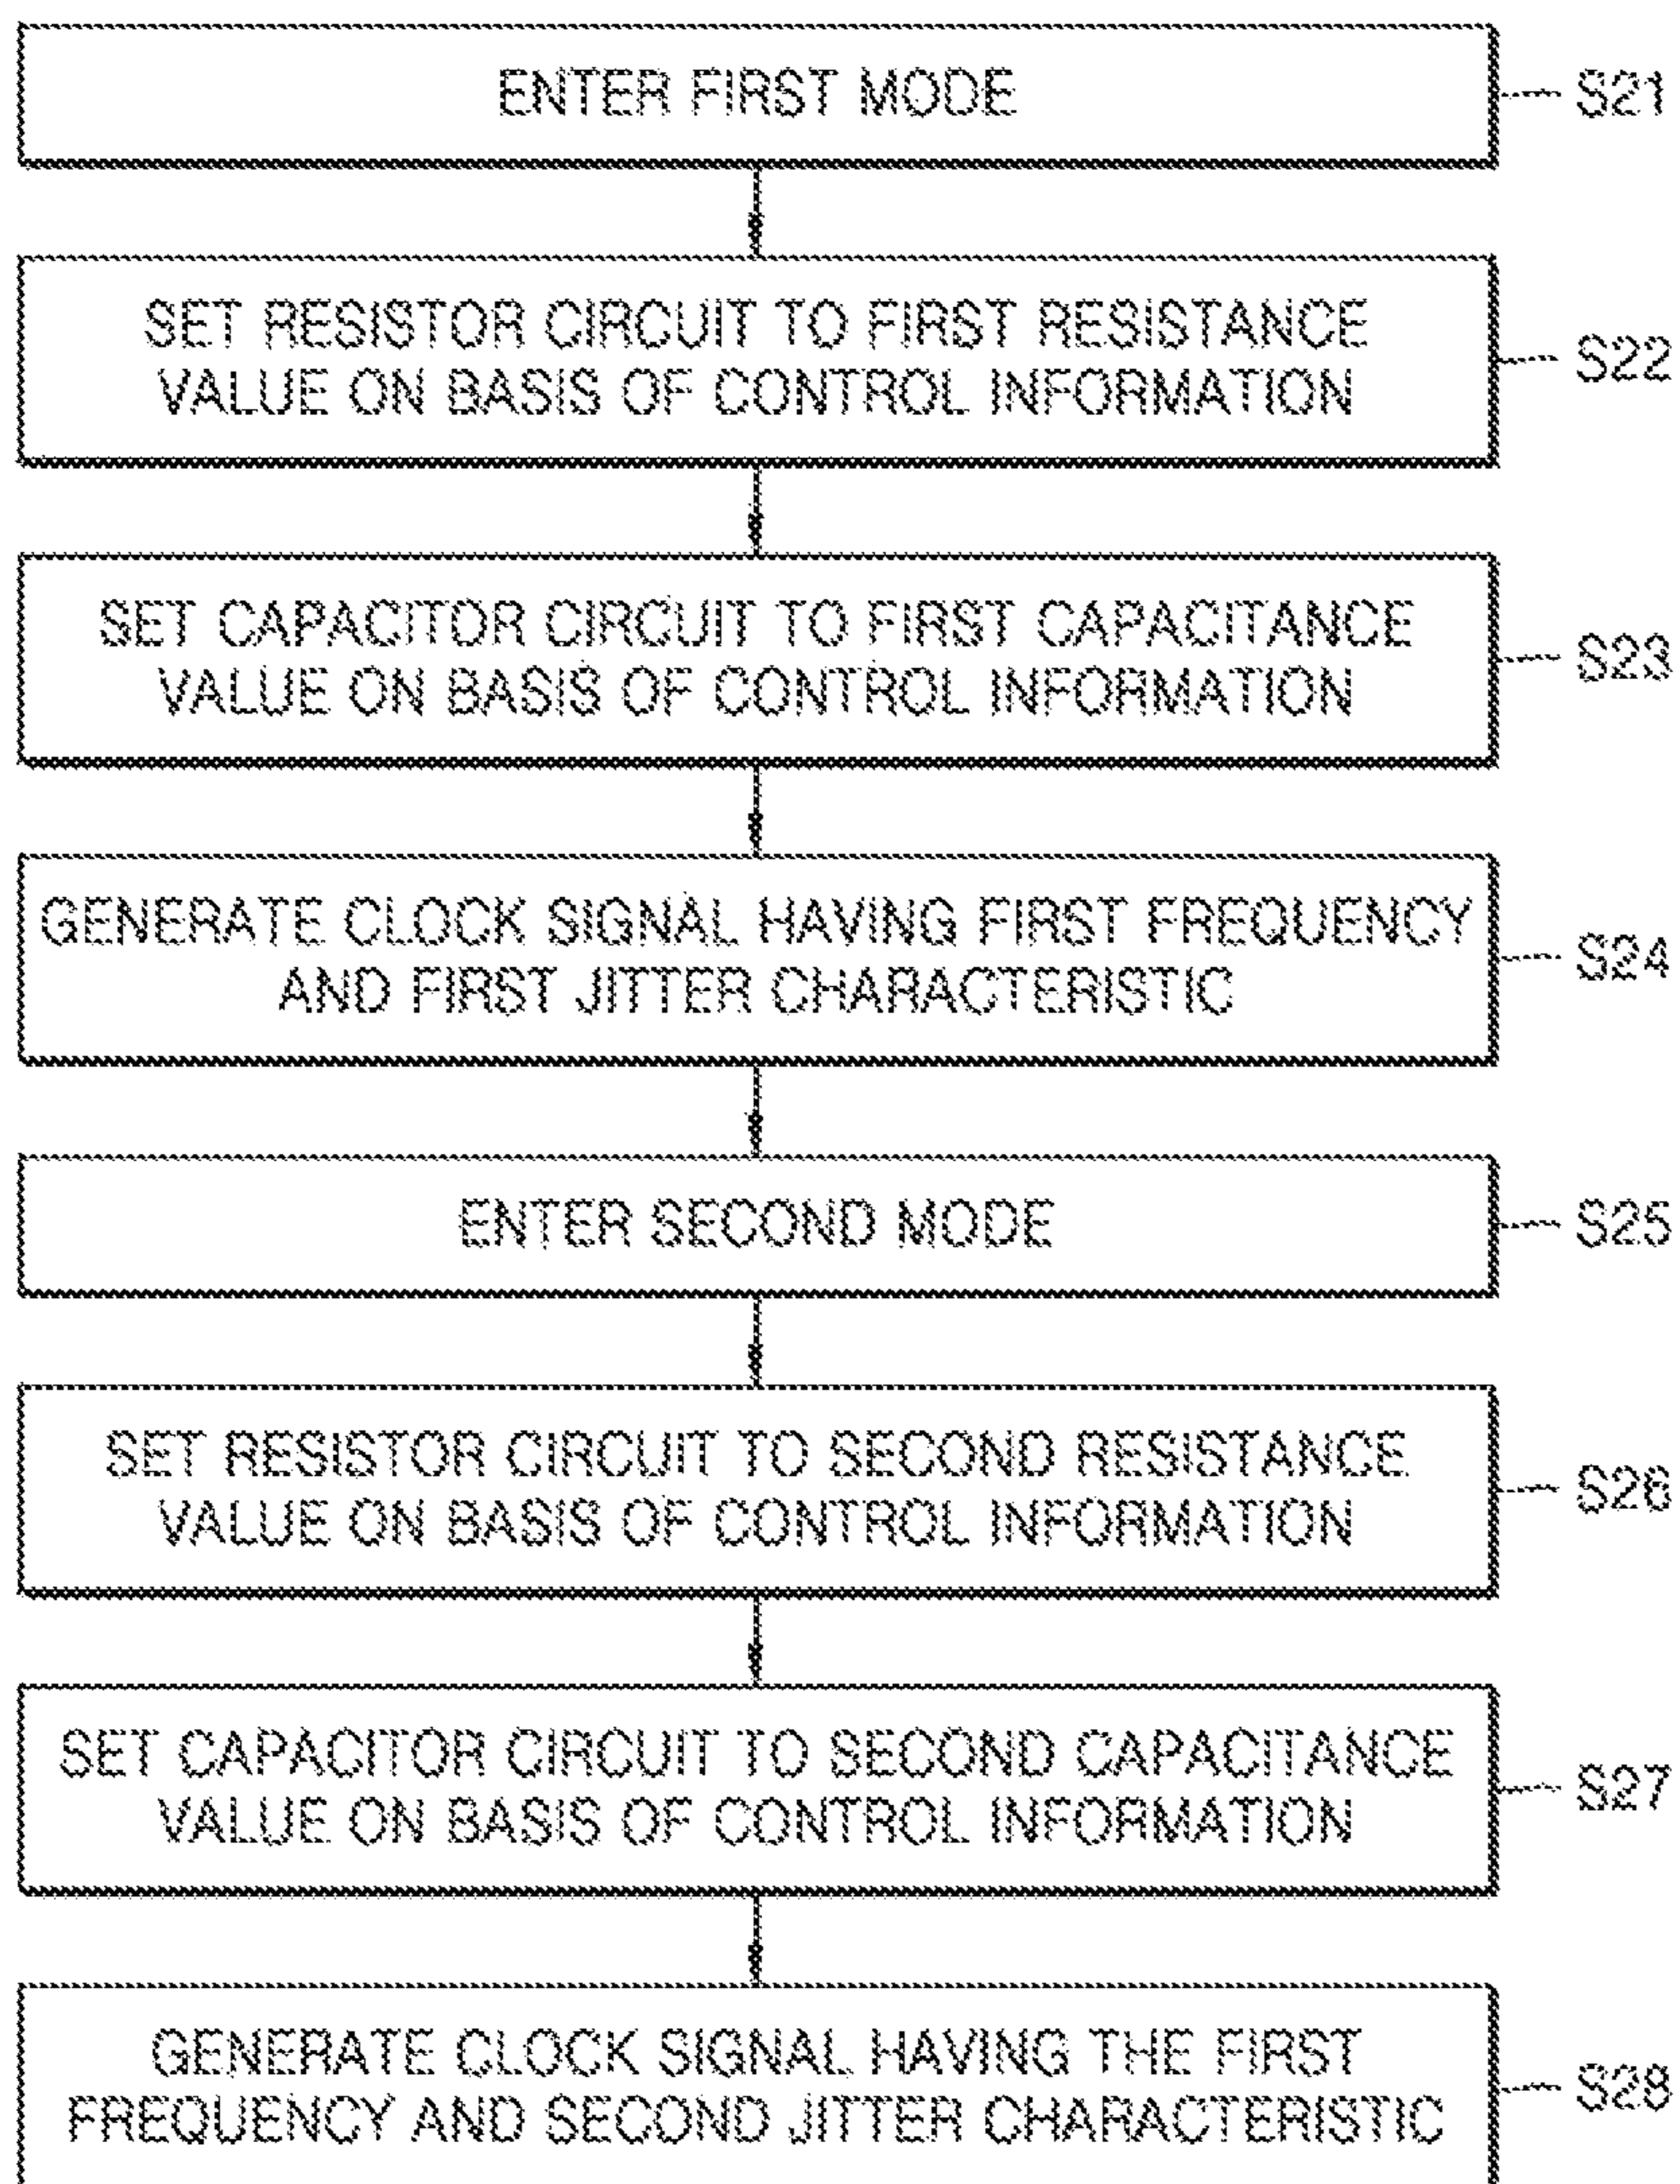 ENTER FIRST MODE
S21
SET RESISTOR CIRCUIT TO FIRST RESISTANCE
VALUE ON BASIS OF CONTROL INFORMATION
S22
SET CAPACITOR CIRCUIT TO FIRST CAPACITANCE
VALUE ON BASIS OF CONTROL INFORMATION
S23
GENERATE CLOCK SIGNAL HAVING FIRST FREQUENCY
AND FIRST JITTER CHARACTERISTIC
S24
ENTER SECOND MODE
S25
SET RESISTOR CIRCUIT TO SECOND RESISTANCE
VALUE ON BASIS OF CONTROL INFORMATION
S26
SET CAPACITOR CIRCUIT TO SECOND CAPACITANCE
VALUE ON BASIS OF CONTROL INFORMATION
S27
GENERATE CLOCK SIGNAL HAVING THE FIRST
FREQUENCY AND SECOND JITTER CHARACTERISTIC
S28